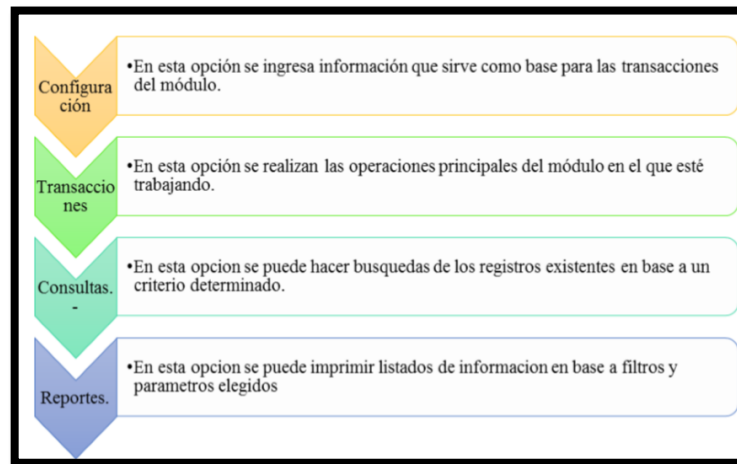 Configura
ción
•En esta opción se ingresa información que sirve como base para las transacciones
del módulo.
Transaccio
nes
•En esta opción se realizan las operaciones principales del módulo en el que esté
trabajando.
Consultas.
-
•En esta opcion se puede hacer busquedas de los registros existentes en base a un
criterio determinado.
Reportes.
•En esta opcion se puede imprimir listados de informacion en base a filtros y
parametros elegidos